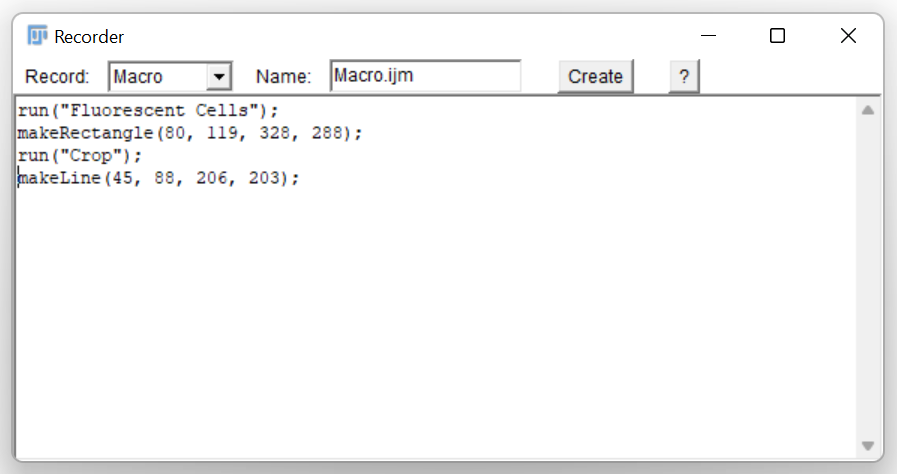 Recorder
Record: Macro Name: Macro.ijm Create ?
run("Fluorescent Cells");
makeRectangle(80, 119, 328, 288);
run("Crop");
makeLine(45, 88, 206, 203);